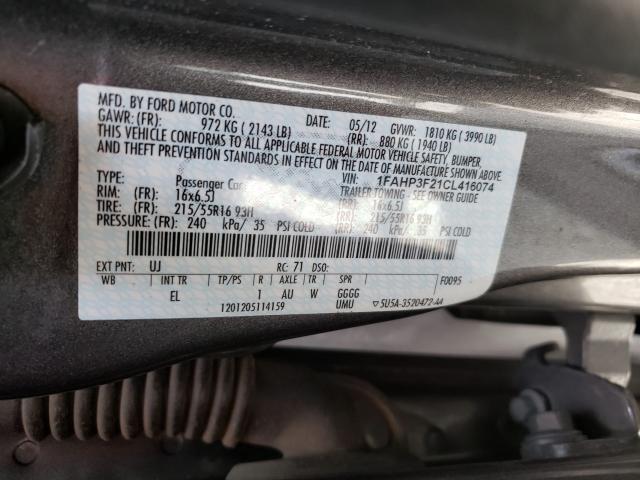 MFD. BY FORD MOTOR CO.
DATE: 05/12 GVWR: 1810 KG ( 3990 LB)
GAWR: (FR): 972 KG ( 2143 LB) (RR): 880 KG ( 1940 LB)
THIS VEHICLE CONFORMS TO ALL APPLICABLE FEDERAL MOTOR VEHICLE SAFETY, BUMPER,
AND THEFT PREVENTION STANDARDS IN EFFECT ON THE DATE OF MANUFACTURE SHOWN ABOVE.
VIN: 1FAHP3F21CL416074
TYPE: Passenger Car TRAILER TOWING - SEE OWNER GUIDE
RIM: (FR): 16x6.5J (RR): 16x6.5J
TIRE: (FR): 215/55R16 93H (RR): 215/55R16 93H
PRESSURE: (FR): 240 kPa/ 35 PSI COLD (RR): 240 kPa/ 35 PSI COLD
EXT PNT: UJ RC: 71 DSO:
WB INT TR TP/PS R AXLE TR SPR F0095
EL 1 AU W GGGG
1201205114159 UMU ▽ 5U5A-3520472-AA